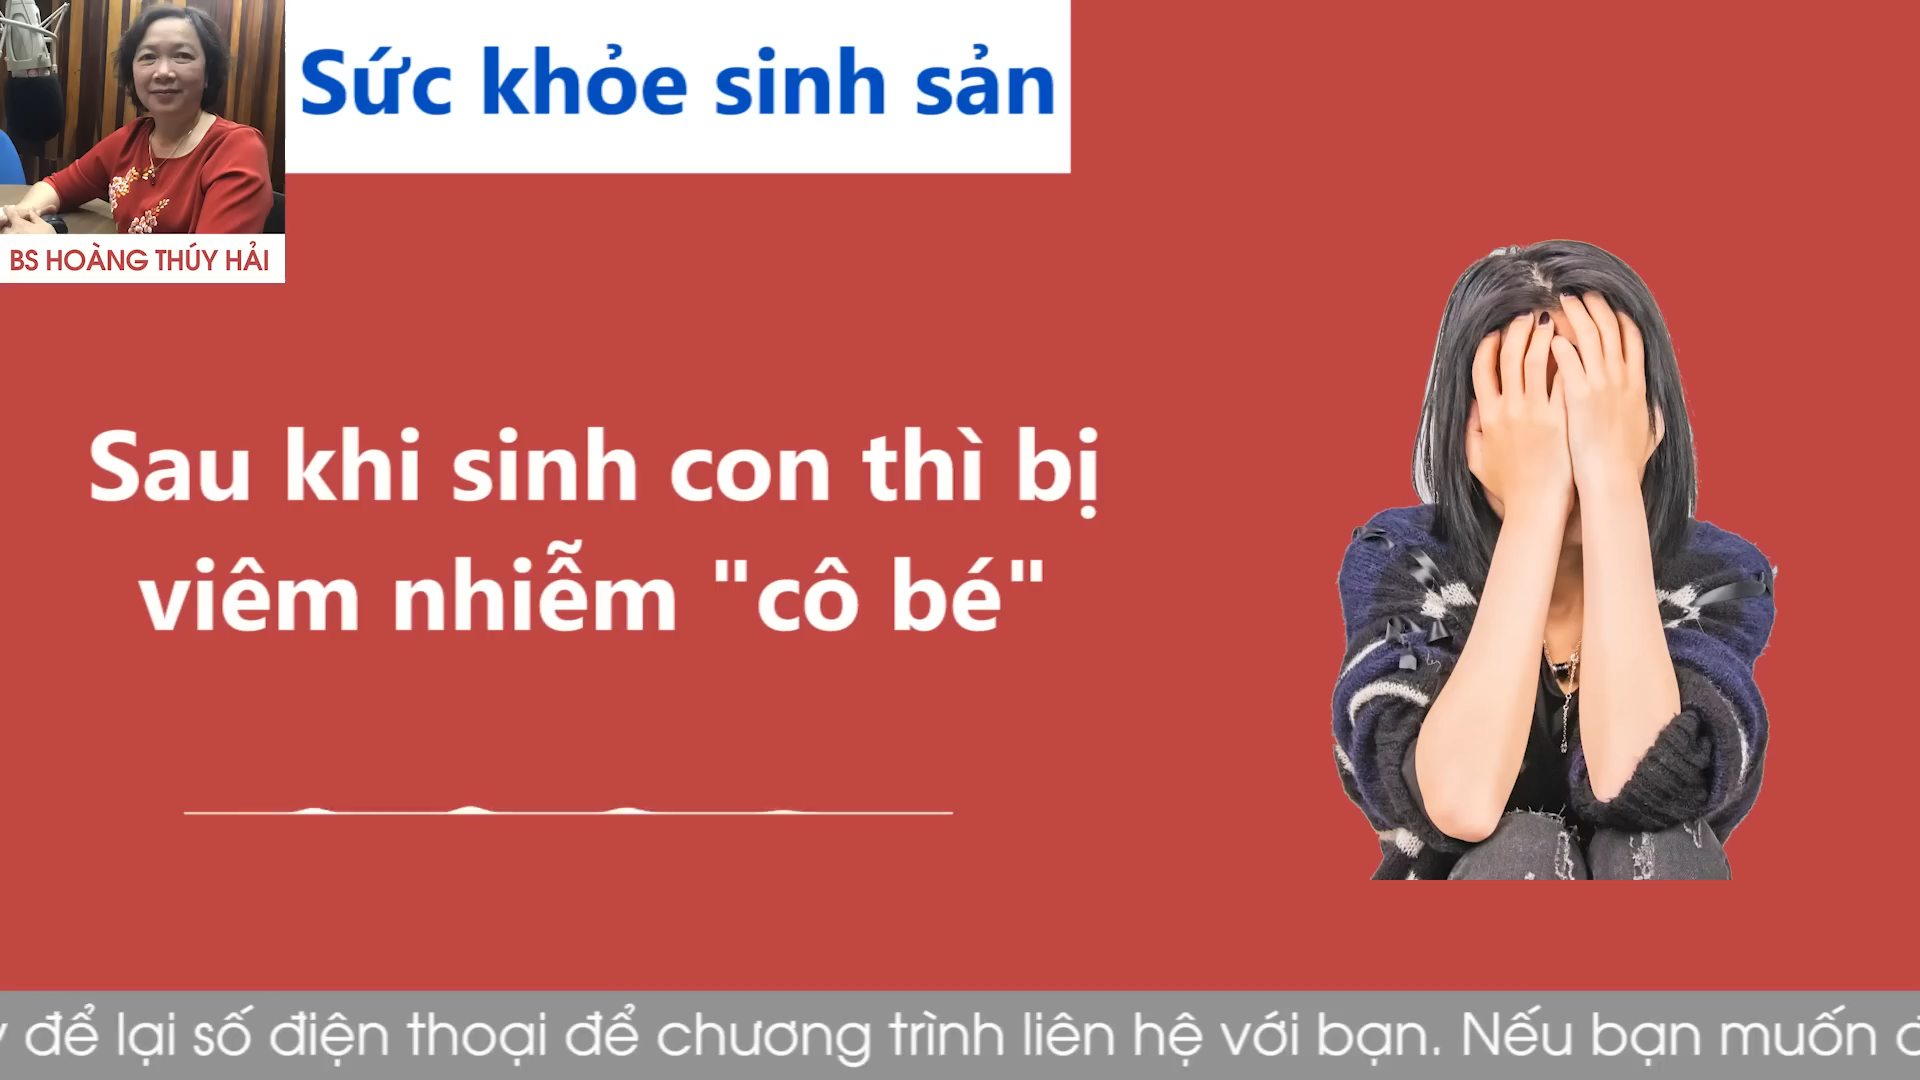 Sức khỏe sinh sản
BS HOÀNG THÚY HẢI
Sau khi sinh con thì bị
viêm nhiễm "cô bé"
để lại số điện thoại để chương trình liên hệ với bạn. Nếu bạn muốn